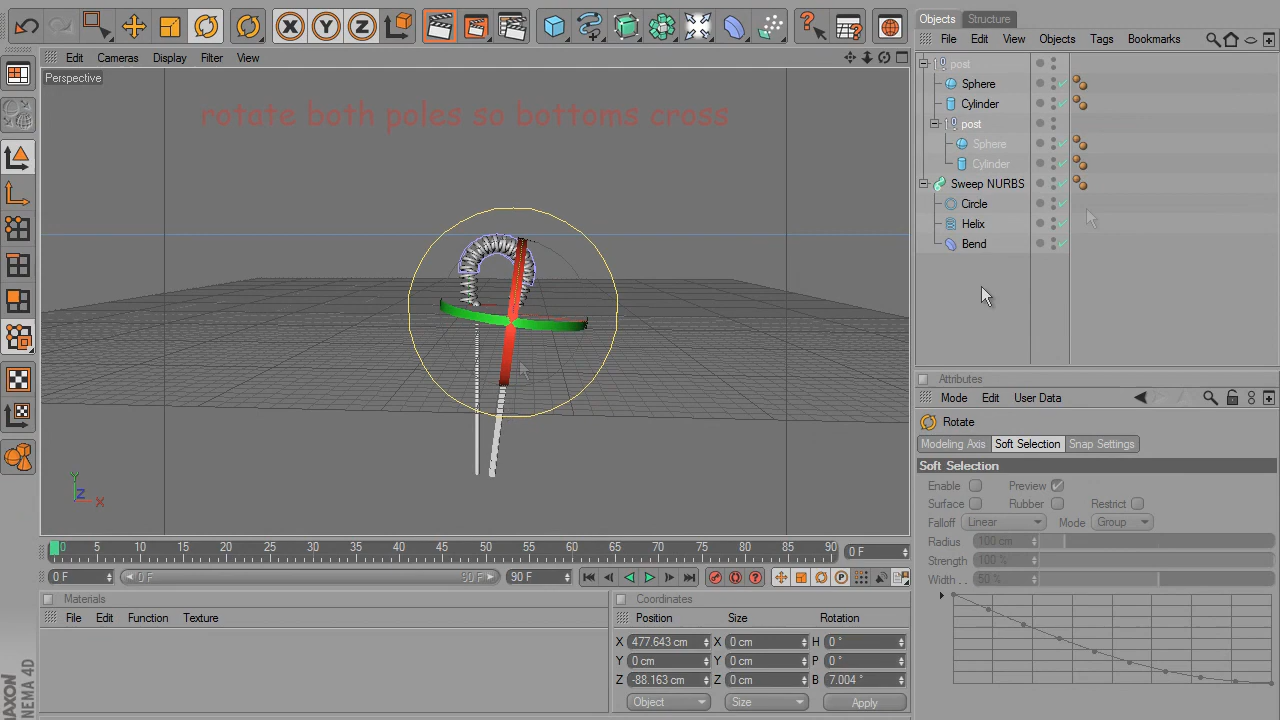 X Y Z
Objects Structure
File Edit View Objects Tags Bookmarks
Edit Cameras Display Filter View
Perspective
rotate both poles so bottoms cross
post
Sphere
Cylinder
post
Sphere
Cylinder
Sweep NURBS
Circle
Helix
Bend
Y
Z
X
Attributes
Mode Edit User Data
Rotate
Modeling Axis Soft Selection Snap Settings
Soft Selection
Enable Preview
Surface Rubber Restrict
Falloff Linear Mode Group
Radius 100 cm
Strength 100 %
Width . . 50 %
0 5 10 15 20 25 30 35 40 45 50 55 60 65 70 75 80 85 90 0 F
0 F 0 F 90 F 90 F
Materials
File Edit Function Texture
Coordinates
Position Size Rotation
X 477.643 cm X 0 cm H 0 °
Y 0 cm Y 0 cm P 0 °
Z -88.163 cm Z 0 cm B 7.004 °
Object Size Apply
MAXON
NEMA 4D